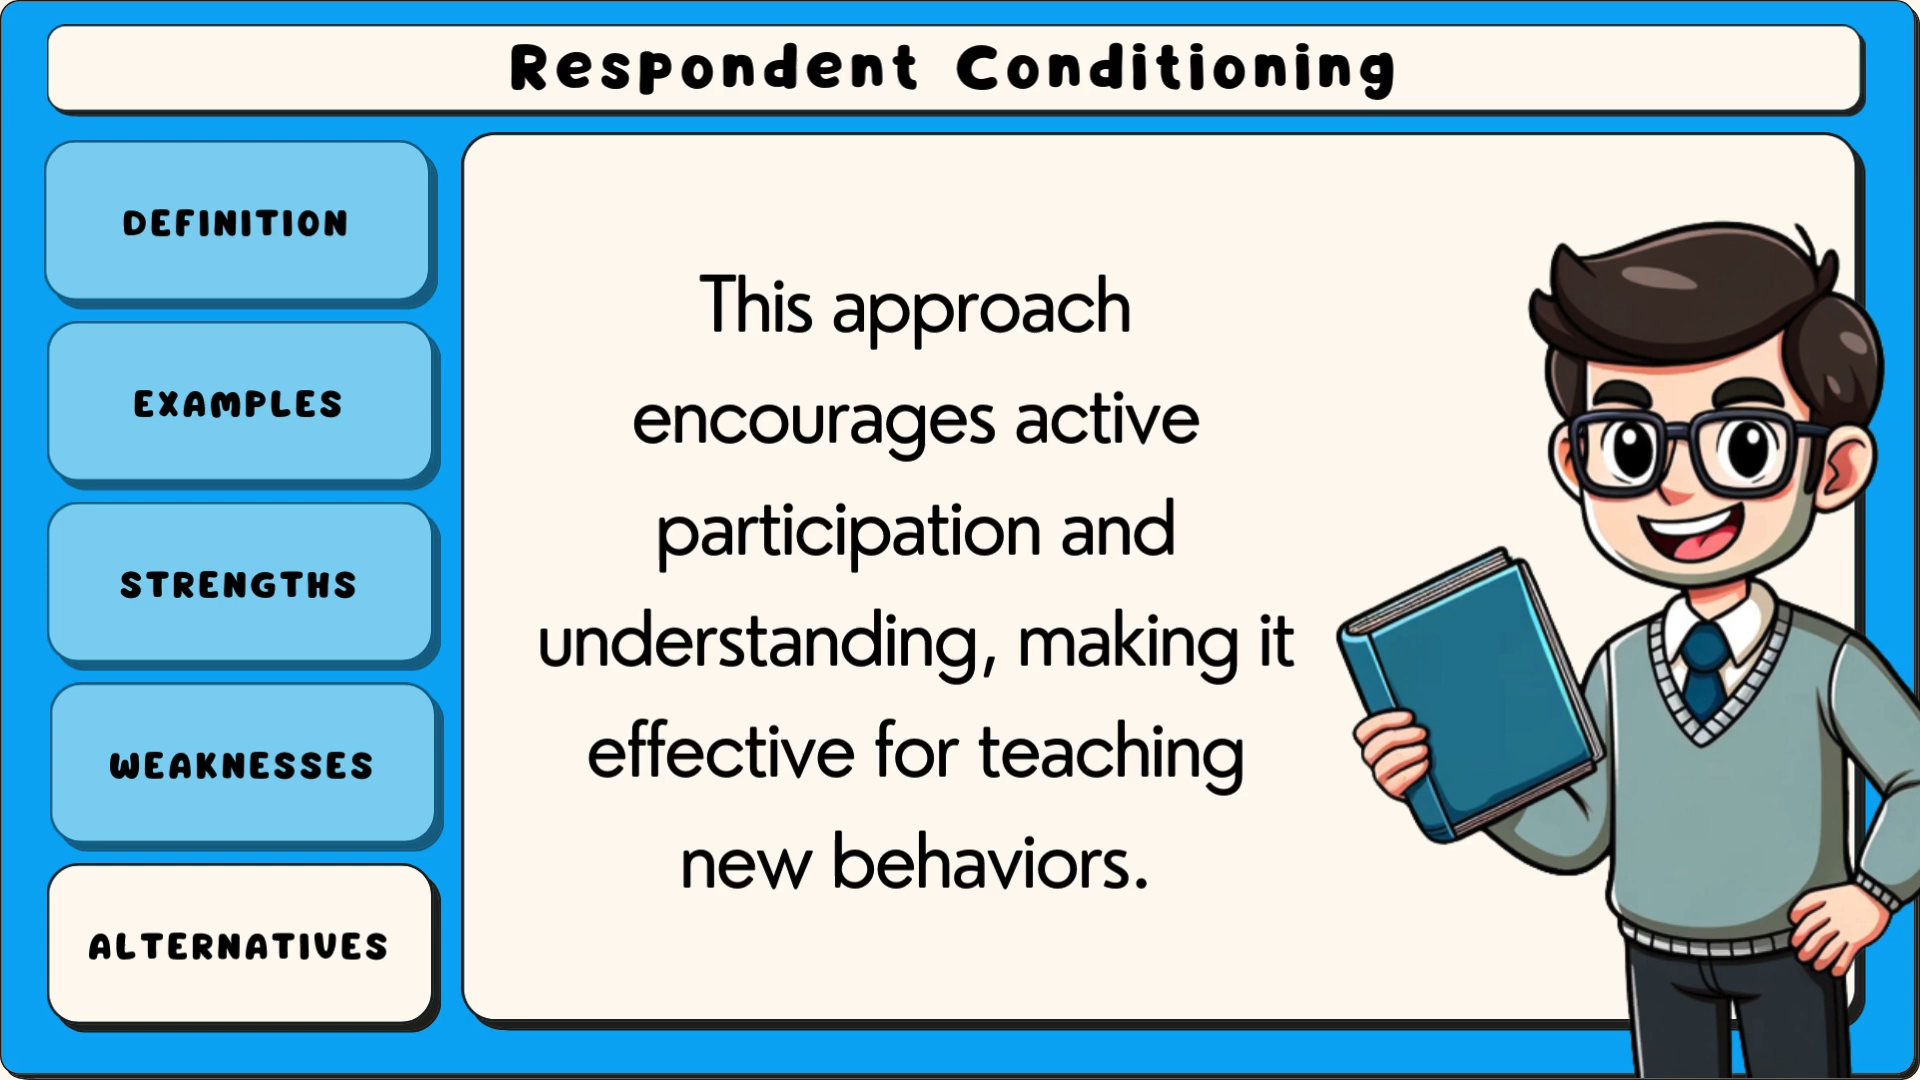 Respondent Conditioning
DEFINITION
EXAMPLES
STRENGTHS
WEAKNESSES
ALTERNATIVES
This approach
encourages active
participation and
understanding, making it
effective for teaching
new behaviors.